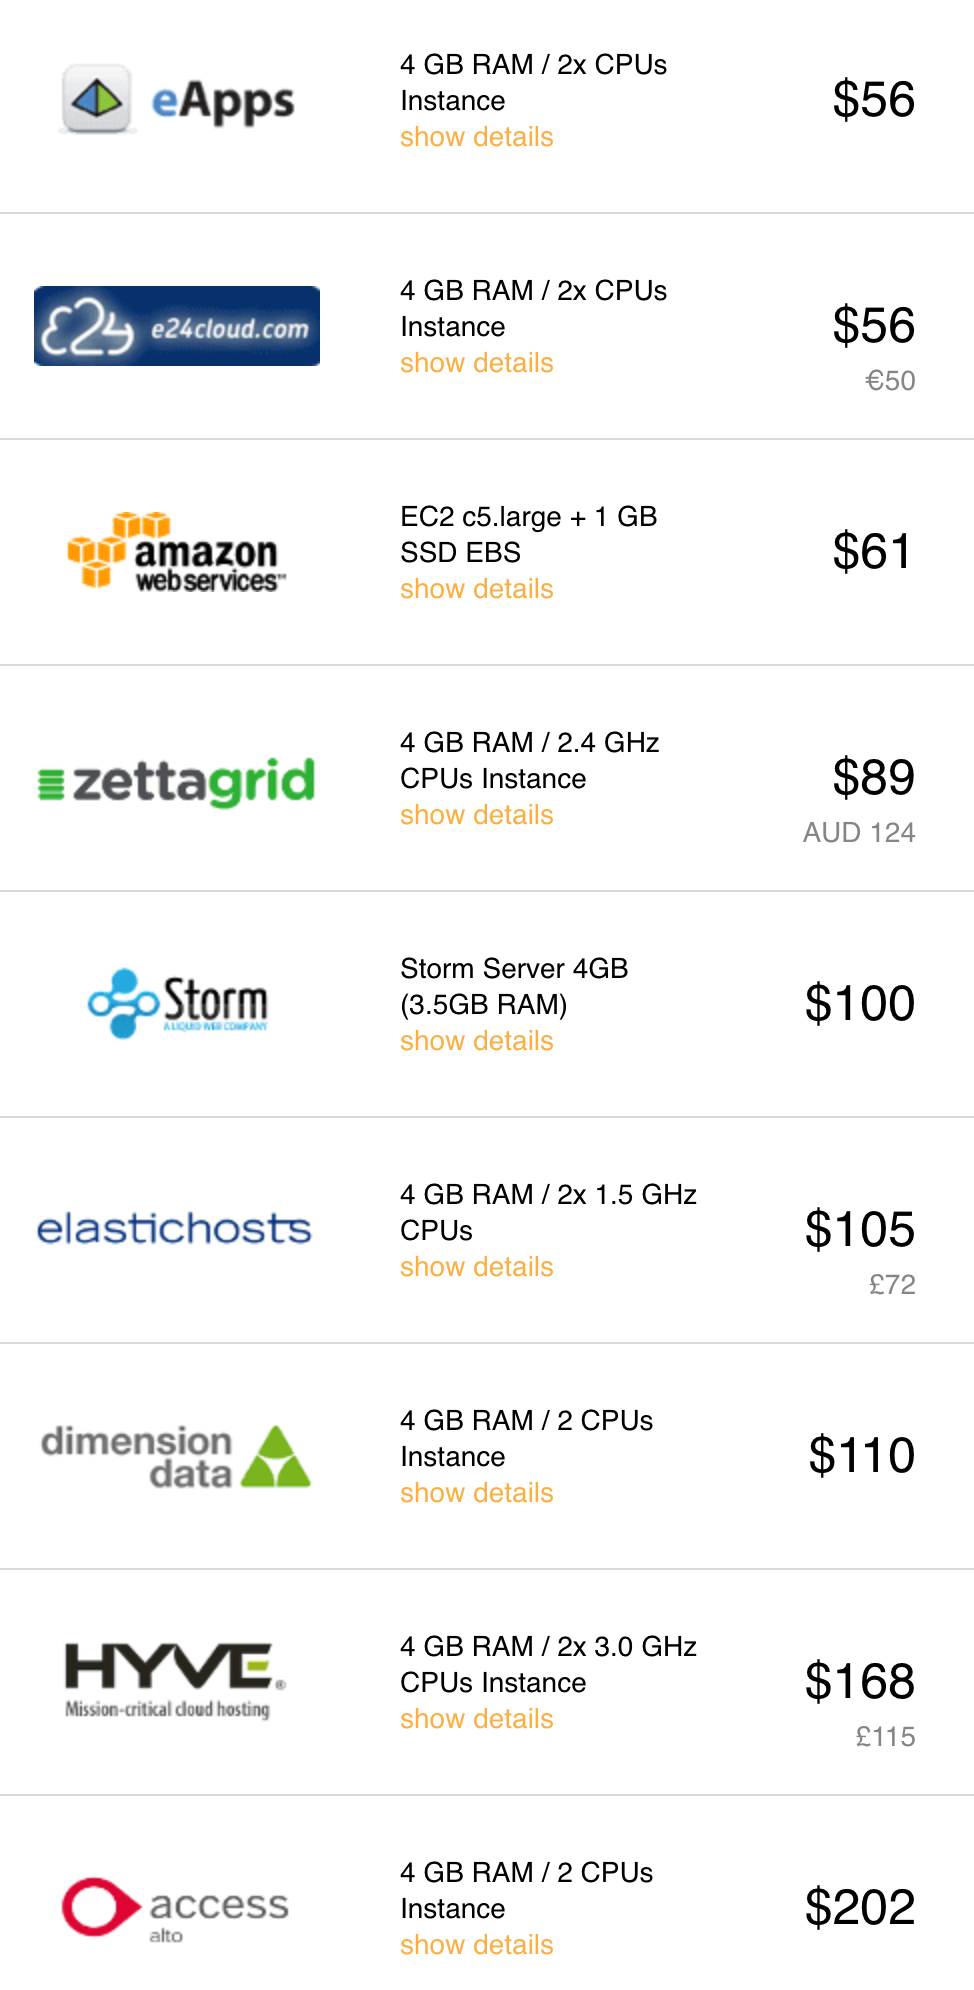 eApps
4 GB RAM / 2x CPUs
Instance
show details
$56
e24cloud.com
4 GB RAM / 2x CPUs
Instance
show details
$56
€50
amazon
webservices™
EC2 c5.large + 1 GB
SSD EBS
show details
$61
zettagrid
4 GB RAM / 2.4 GHz
CPUs Instance
show details
$89
AUD 124
Storm
A LIQUID WEB COMPANY
Storm Server 4GB
(3.5GB RAM)
show details
$100
elastichosts
4 GB RAM / 2x 1.5 GHz
CPUs
show details
$105
£72
dimension
data
4 GB RAM / 2 CPUs
Instance
show details
$110
HYVE®
Mission-critical cloud hosting
4 GB RAM / 2x 3.0 GHz
CPUs Instance
show details
$168
£115
access
alto
4 GB RAM / 2 CPUs
Instance
show details
$202